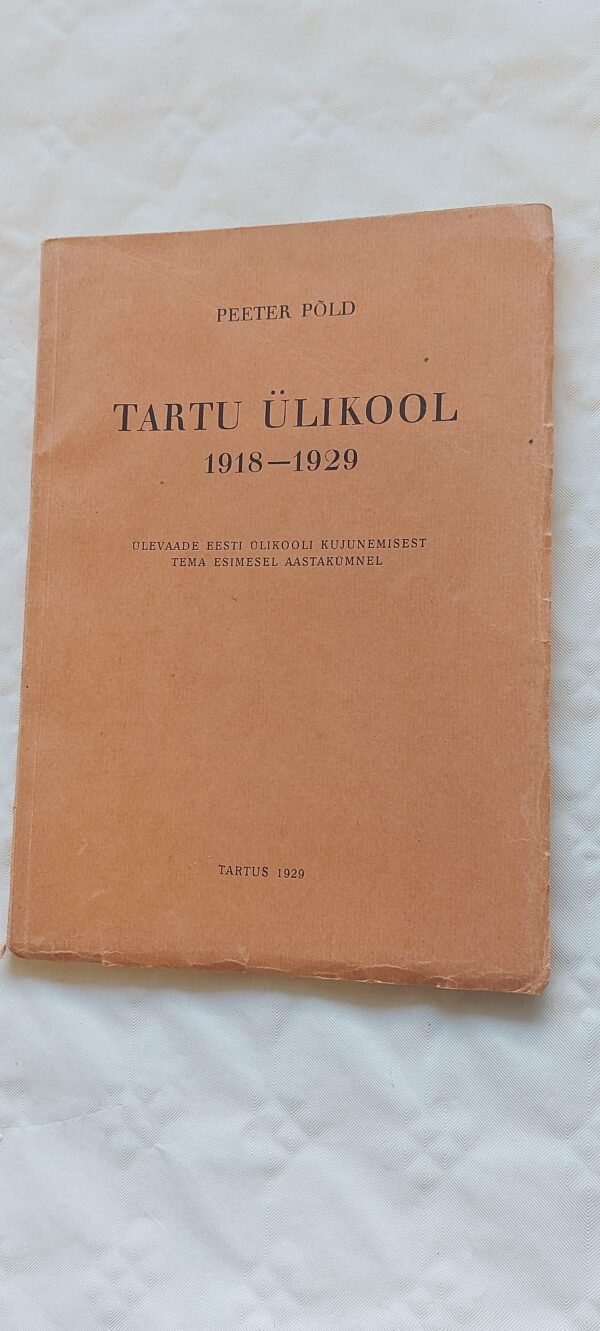 PEETER PÕLD
TARTU ÜLIKOOL
1918—1929
ÜLEVAADE EESTI ÜLIKOOLI KUJUNEMISEST
TEMA ESIMESEL AASTAKÜMNEL
TARTUS 1929